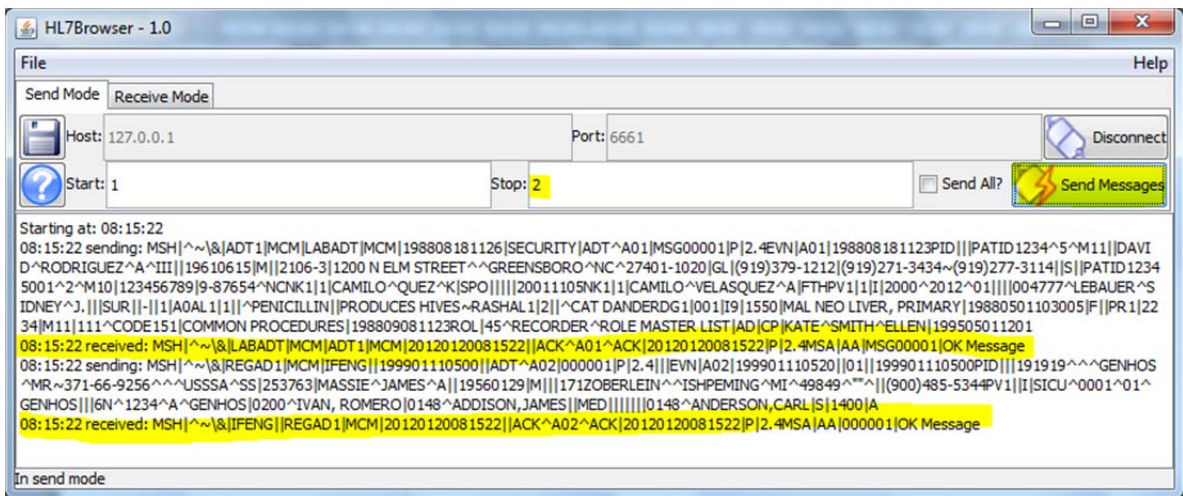 HL7Browser - 1.0
File Help
Send Mode Receive Mode
Host: 127.0.0.1 Port: 6661 Disconnect
Start: 1 Stop: 2 Send All? Send Messages
Starting at: 08:15:22
08:15:22 sending: MSH|^~\&|ADT1|MCM|LABADT|MCM|198808181126|SECURITY|ADT^A01|MSG00001|P|2.4EVN|A01|198808181123PID|||PATID1234^5^M11||DAVI
D^RODRIGUEZ^A^III||19610615|M||2106-3|1200 N ELM STREET^^GREENSBORO^NC^27401-1020|GL|(919)379-1212|(919)271-3434~(919)277-3114||S||PATID1234
5001^2^M10|123456789|9-87654^NCNK1|1|CAMILO^QUEZ^K|SPO|||||20011105NK1|1|CAMILO^VELASQUEZ^A|FTHPV1|1|I|2000^2012^01||||004777^LEBAUER^S
IDNEY^J.|||SUR||-||1|A0AL1|1||^PENICILLIN||PRODUCES HIVES~RASHAL1|2||^CAT DANDERDG1|001|I9|1550|MAL NEO LIVER, PRIMARY|19880501103005|F||PR1|22
34|M11|111^CODE151|COMMON PROCEDURES|198809081123ROL|45^RECORDER^ROLE MASTER LIST|AD|CP|KATE^SMITH^ELLEN|199505011201
08:15:22 received: MSH|^~\&|LABADT|MCM|ADT1|MCM|20120120081522||ACK^A01^ACK|20120120081522|P|2.4MSA|AA|MSG00001|OK Message
08:15:22 sending: MSH|^~\&|REGAD1|MCM|IFENG||199901110500||ADT^A02|000001|P|2.4|||EVN|A02|199901110520||01||199901110500PID|||191919^^^GENHOS
^MR~371-66-9256^^^USSSA^SS|253763|MASSIE^JAMES^A||19560129|M|||171ZOBERLEIN^^ISHPEMING^MI^49849^""^||(900)485-5344PV1||I|SICU^0001^01^
GENHOS|||6N^1234^A^GENHOS|0200^IVAN, ROMERO|0148^ADDISON,JAMES||MED|||||||0148^ANDERSON,CARL|S|1400|A
08:15:22 received: MSH|^~\&|IFENG||REGAD1|MCM|20120120081522||ACK^A02^ACK|20120120081522|P|2.4MSA|AA|000001|OK Message
In send mode